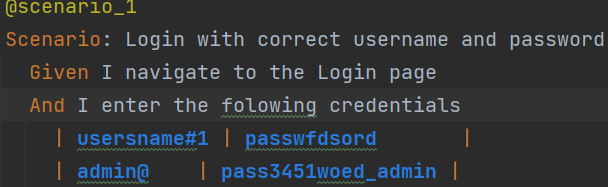 @scenario_1
Scenario: Login with correct username and password
Given I navigate to the Login page
And I enter the folowing credentials
| usersname#1 | passwfdsord |
| admin@ | pass3451woed_admin |